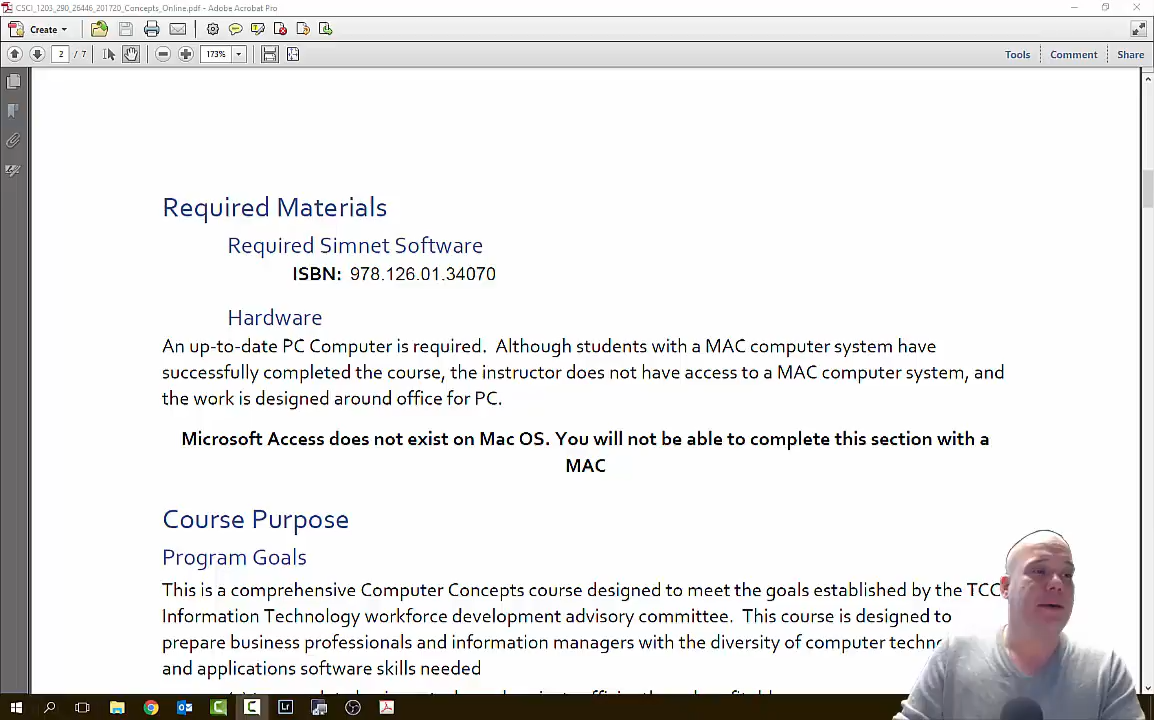 CSCI_1203_290_26446_201720_Concepts_Online.pdf - Adobe Acrobat Pro
Create
2 / 7
173%
Tools Comment Share
Required Materials
Required Simnet Software
ISBN: 978.126.01.34070
Hardware
An up-to-date PC Computer is required. Although students with a MAC computer system have
successfully completed the course, the instructor does not have access to a MAC computer system, and
the work is designed around office for PC.
Microsoft Access does not exist on Mac OS. You will not be able to complete this section with a
MAC
Course Purpose
Program Goals
This is a comprehensive Computer Concepts course designed to meet the goals established by the TCC
Information Technology workforce development advisory committee. This course is designed to
prepare business professionals and information managers with the diversity of computer techno
and applications software skills needed